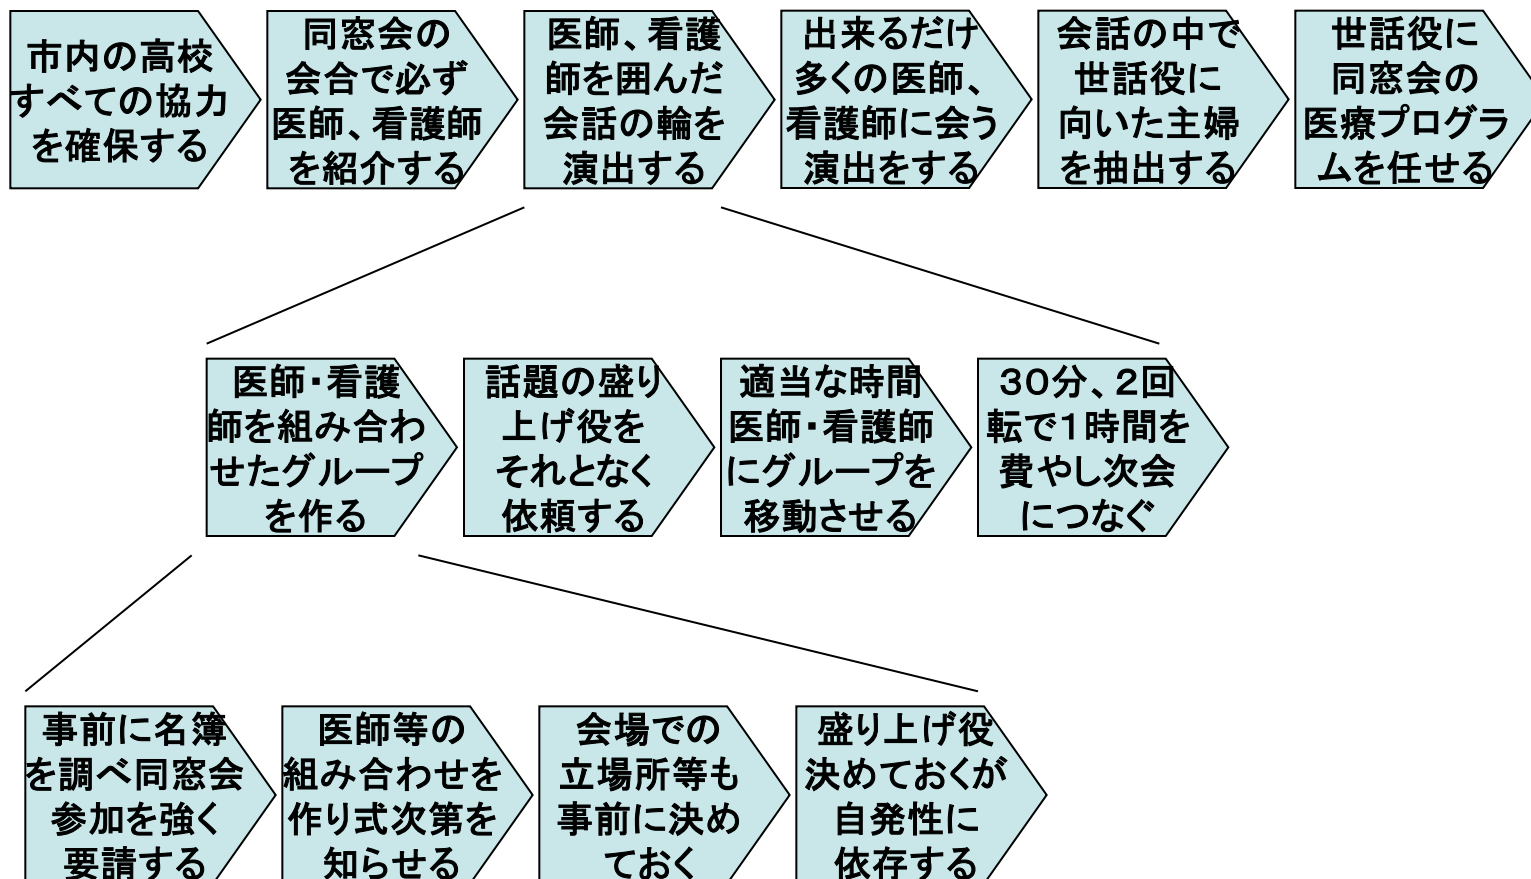 市内の高校
すべての協力
を確保する
同窓会の
会合で必ず
医師、看護師
を紹介する
医師、看護
師を囲んだ
会話の輪を
演出する
出来るだけ
多くの医師、
看護師に会う
演出をする
会話の中で
世話役に
向いた主婦
を抽出する
世話役に
同窓会の
医療プログラ
ムを任せる
医師・看護
師を組み合わ
せたグループ
を作る
話題の盛り
上げ役を
それとなく
依頼する
適当な時間
医師・看護師
にグループを
移動させる
３０分、２回
転で１時間を
費やし次会
につなぐ
事前に名簿
を調べ同窓会
参加を強く
要請する
医師等の
組み合わせを
作り式次第を
知らせる
会場での
立場所等も
事前に決め
ておく
盛り上げ役
決めておくが
自発性に
依存する